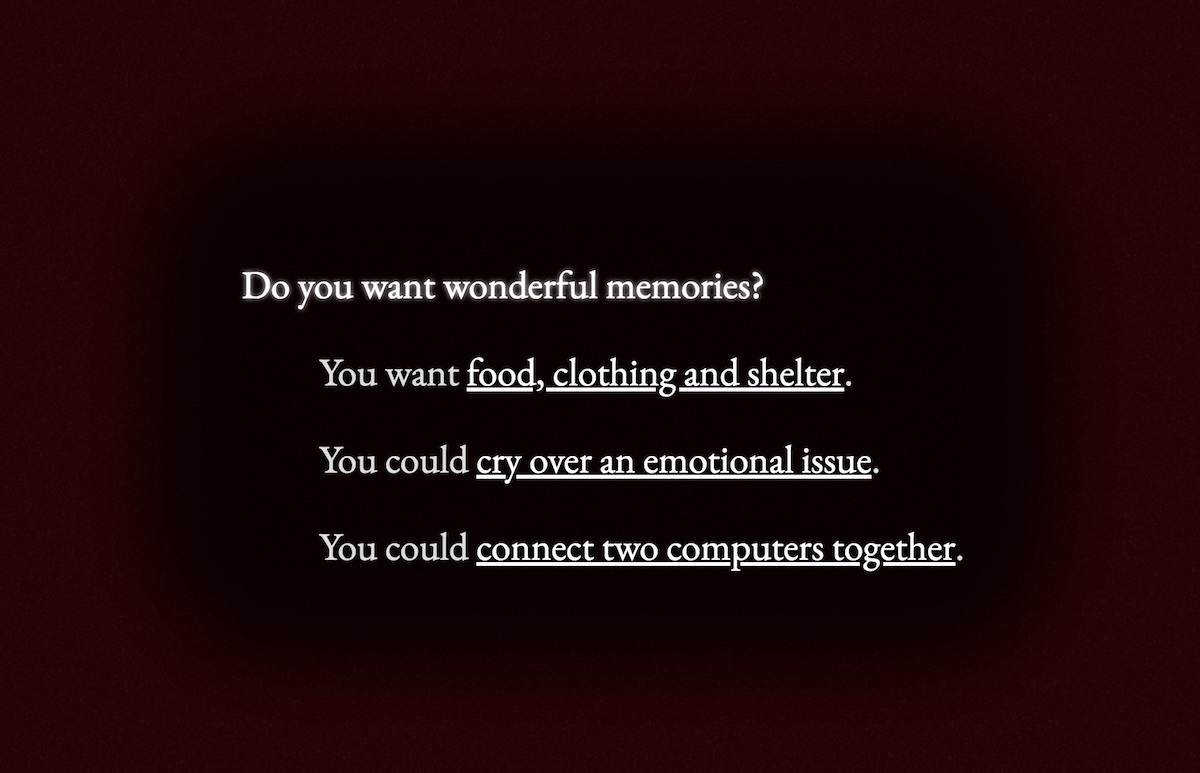 Do you want wonderful memories?
You want food, clothing and shelter.
You could cry over an emotional issue.
You could connect two computers together.